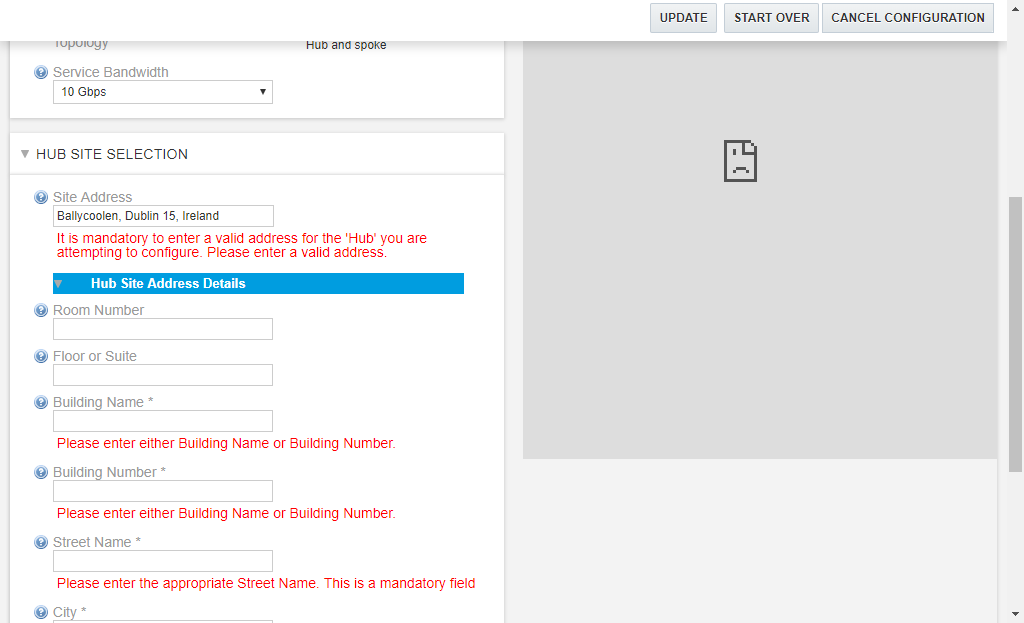 UPDATE START OVER CANCEL CONFIGURATION
Topology Hub and spoke
Service Bandwidth
10 Gbps
HUB SITE SELECTION
Site Address
Ballycoolen, Dublin 15, Ireland
It is mandatory to enter a valid address for the 'Hub' you are
attempting to configure. Please enter a valid address.
Hub Site Address Details
Room Number
Floor or Suite
Building Name *
Please enter either Building Name or Building Number.
Building Number *
Please enter either Building Name or Building Number.
Street Name *
Please enter the appropriate Street Name. This is a mandatory field
City *